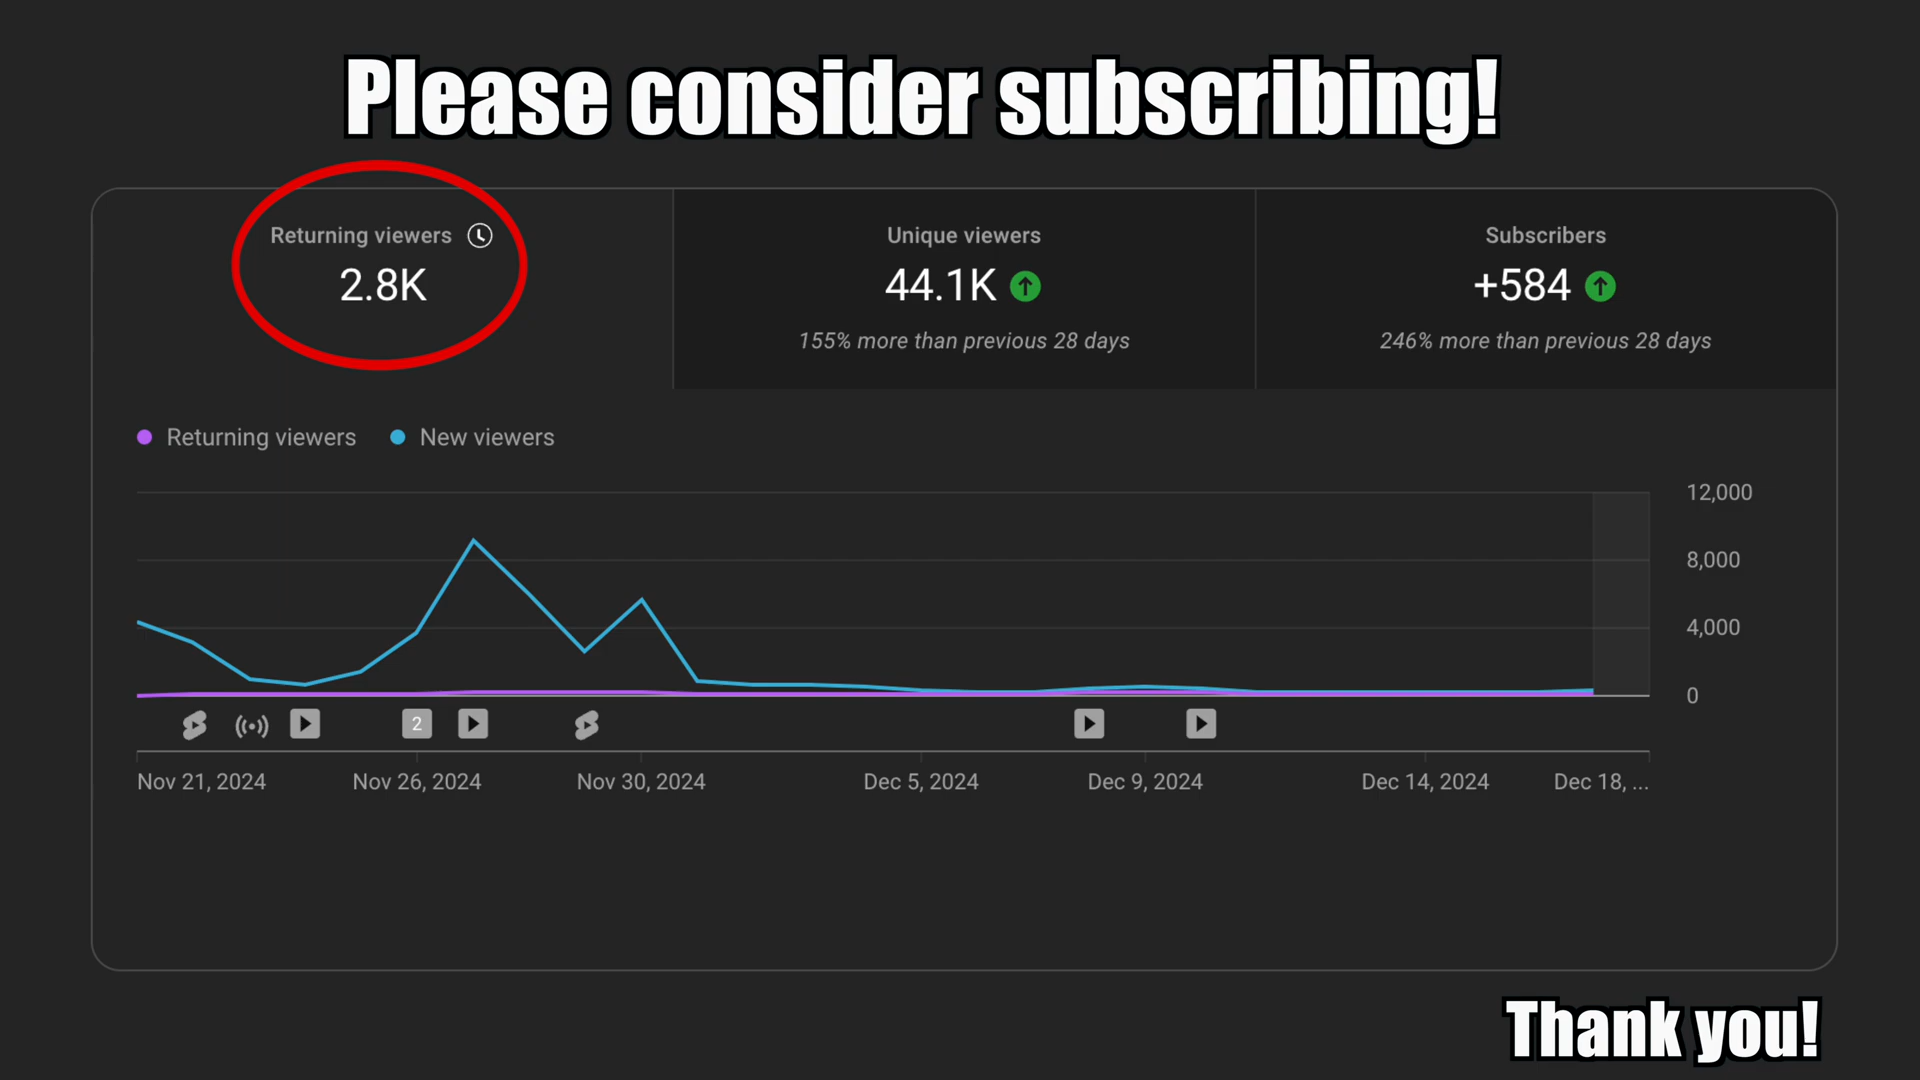 Please consider subscribing!
Returning viewers
2.8K
Unique viewers
44.1K
155% more than previous 28 days
Subscribers
+584
246% more than previous 28 days
Returning viewers
New viewers
12,000
8,000
4,000
0
2
Nov 21, 2024
Nov 26, 2024
Nov 30, 2024
Dec 5, 2024
Dec 9, 2024
Dec 14, 2024
Dec 18, ...
Thank you!